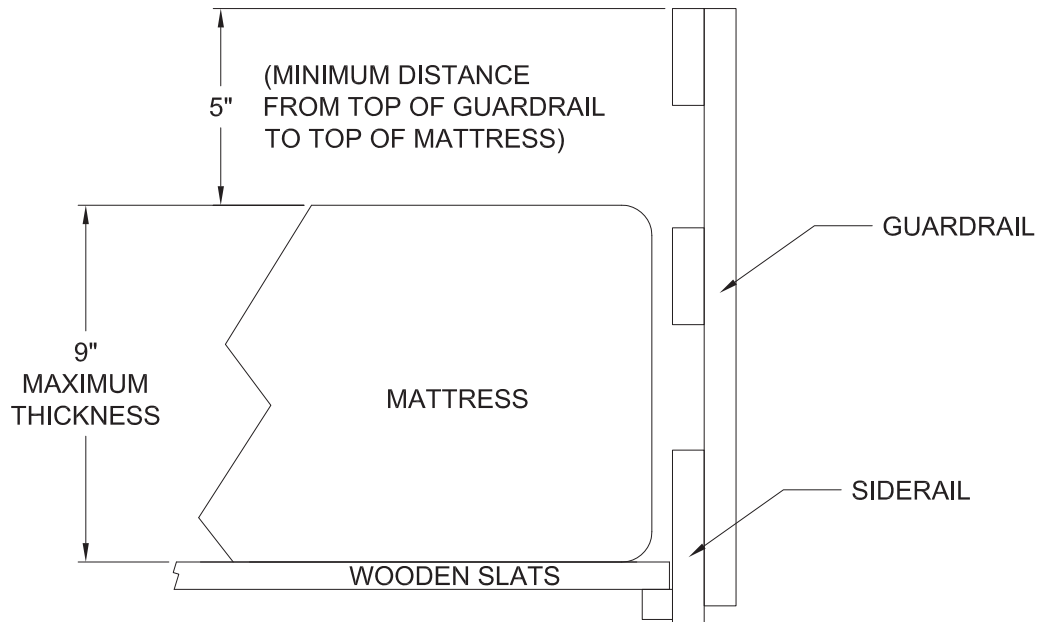 5"
(MINIMUM DISTANCE
FROM TOP OF GUARDRAIL
TO TOP OF MATTRESS)
GUARDRAIL
9"
MAXIMUM
THICKNESS
MATTRESS
SIDERAIL
WOODEN SLATS